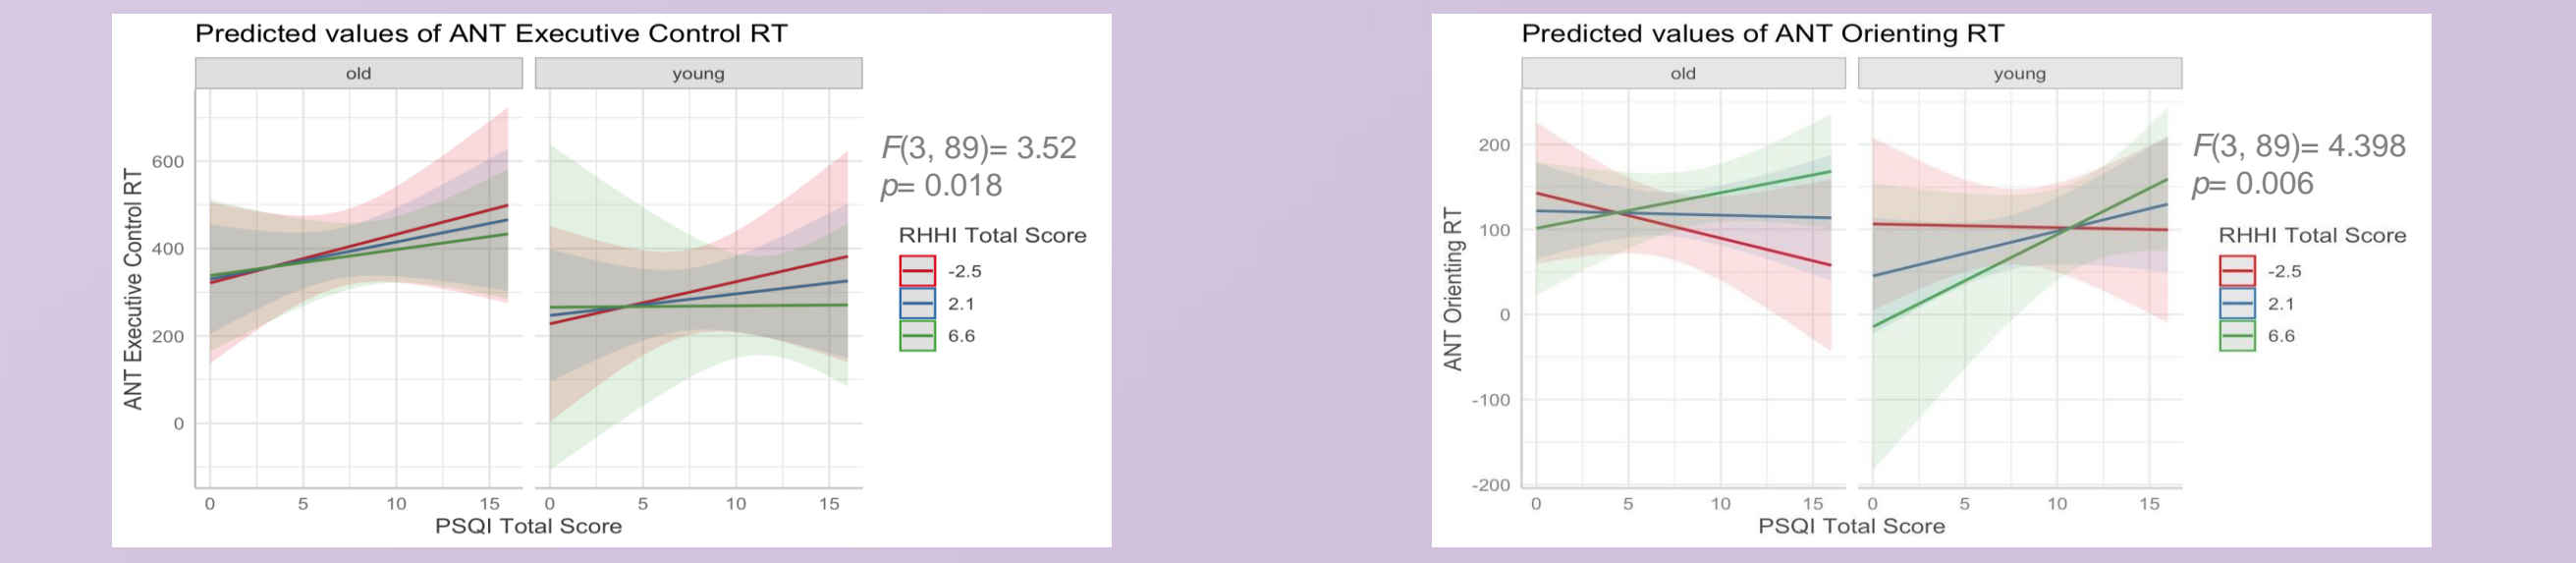 Predicted values of ANT Executive Control RT
old young
600
400
200
0
ANT Executive Control RT
0 5 10 15 0 5 10 15
PSQI Total Score
F(3, 89)= 3.52
p= 0.018
RHHI Total Score
-2.5
2.1
6.6
Predicted values of ANT Orienting RT
old young
200
100
0
-100
-200
ANT Orienting RT
0 5 10 15 0 5 10 15
PSQI Total Score
F(3, 89)= 4.398
p= 0.006
RHHI Total Score
-2.5
2.1
6.6